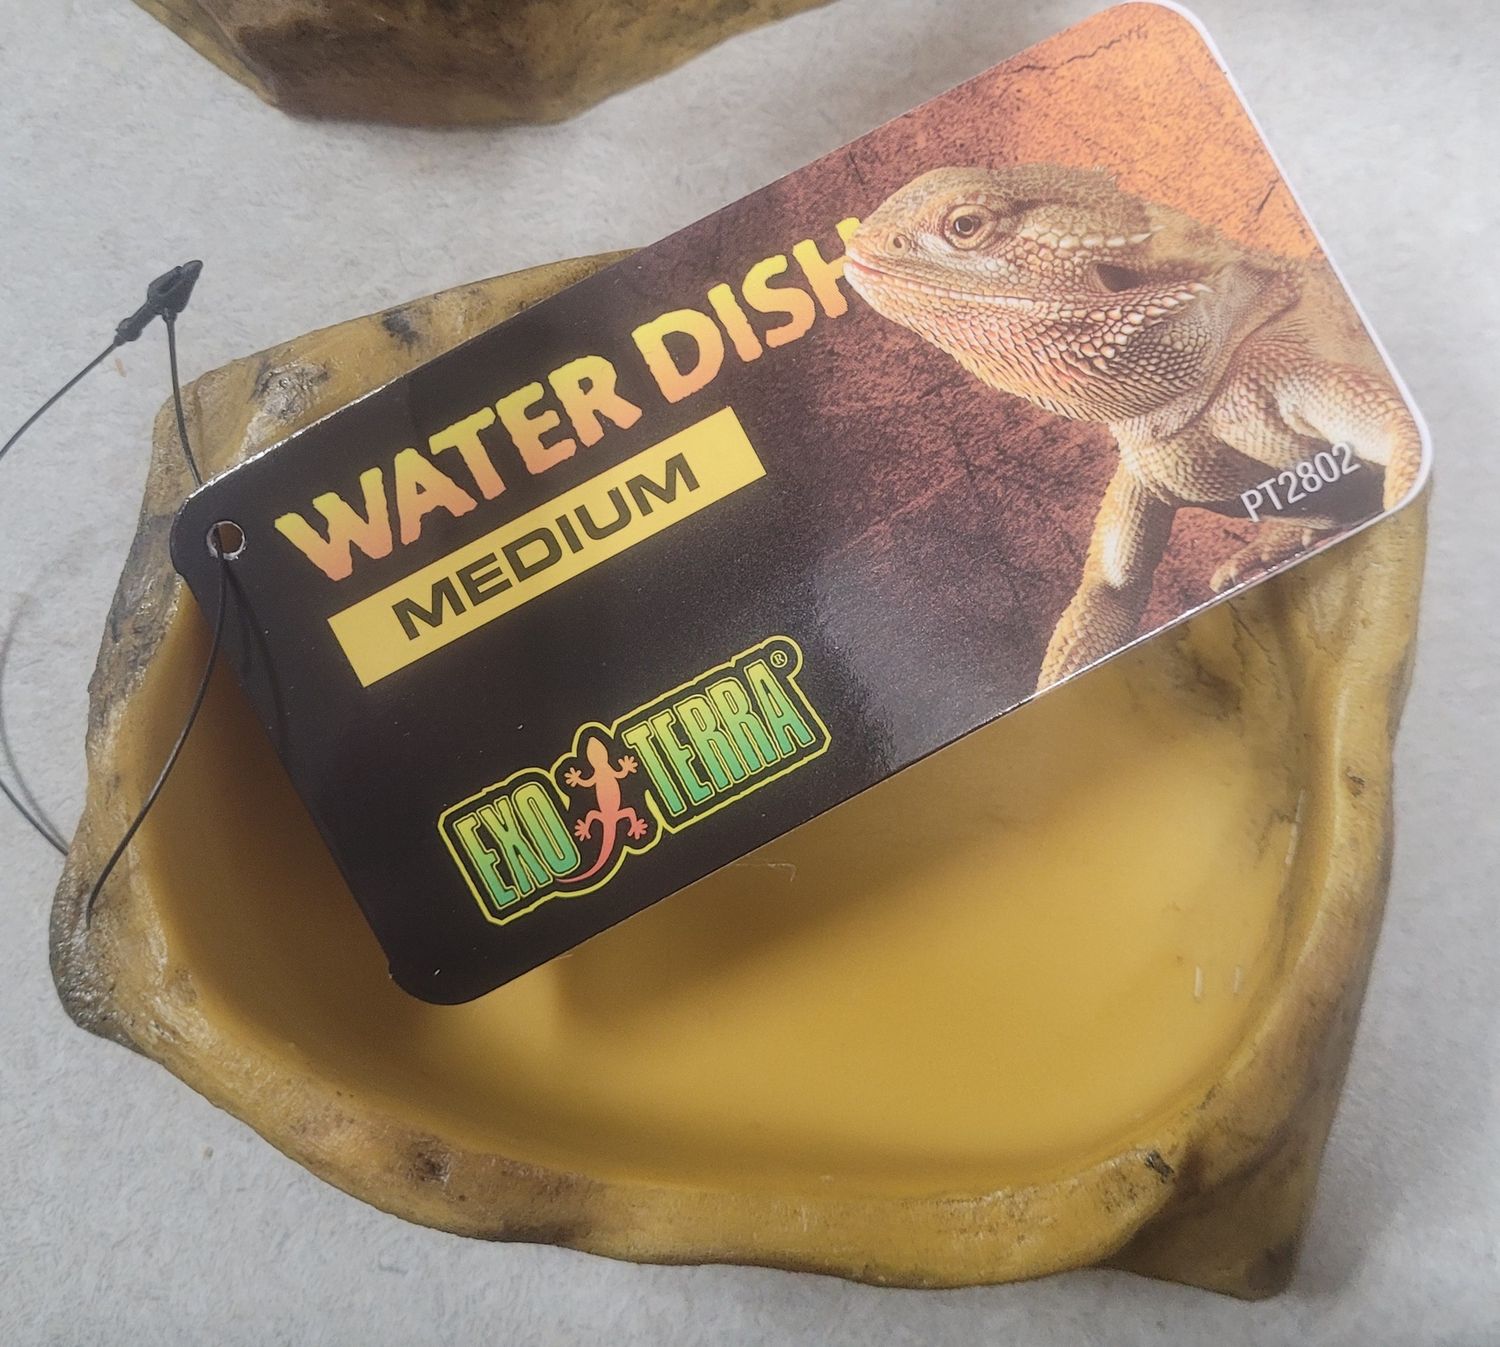 WATER DISH
MEDIUM
PT2802
EXO TERRA®